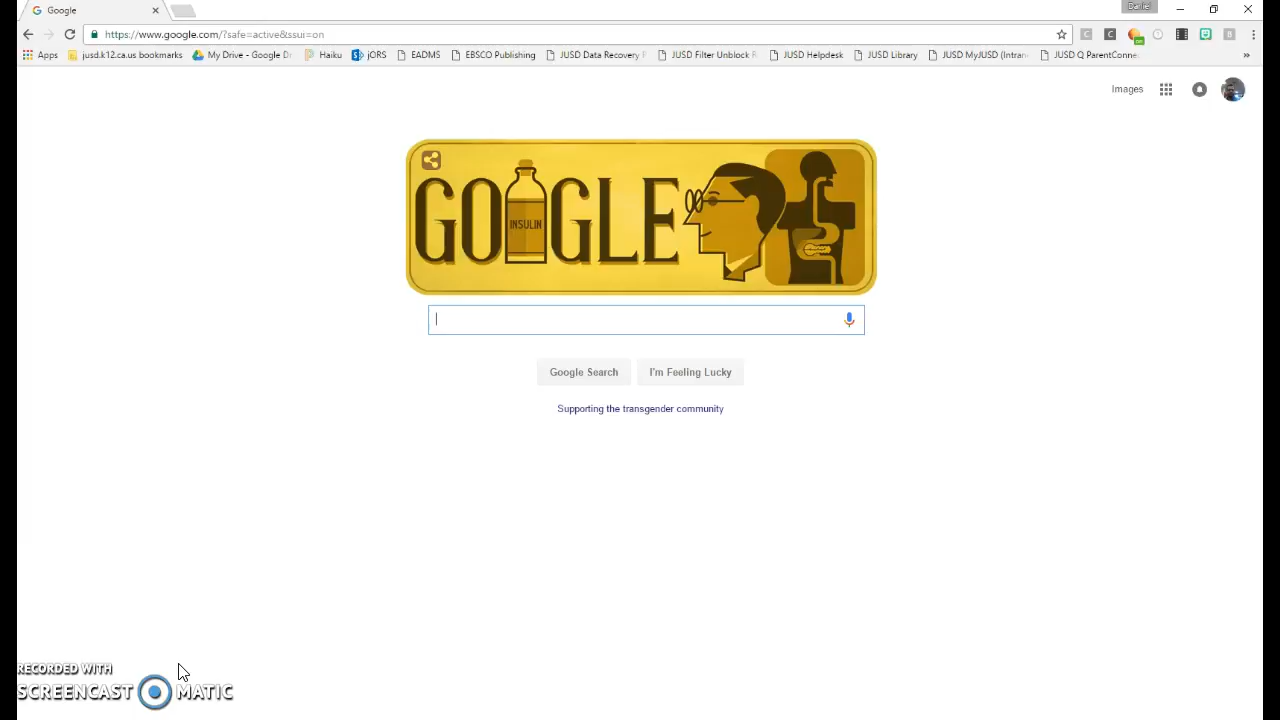 Google
Daniel
https://www.google.com/?safe=active&ssui=on
Apps jusd.k12.ca.us bookmarks My Drive - Google Dr Haiku jORS EADMS EBSCO Publishing JUSD Data Recovery JUSD Filter Unblock R JUSD Helpdesk JUSD Library JUSD MyJUSD (Intran JUSD Q ParentConne
Images
GOOGLE
INSULIN
Google Search I'm Feeling Lucky
Supporting the transgender community
RECORDED WITH
SCREENCAST MATIC